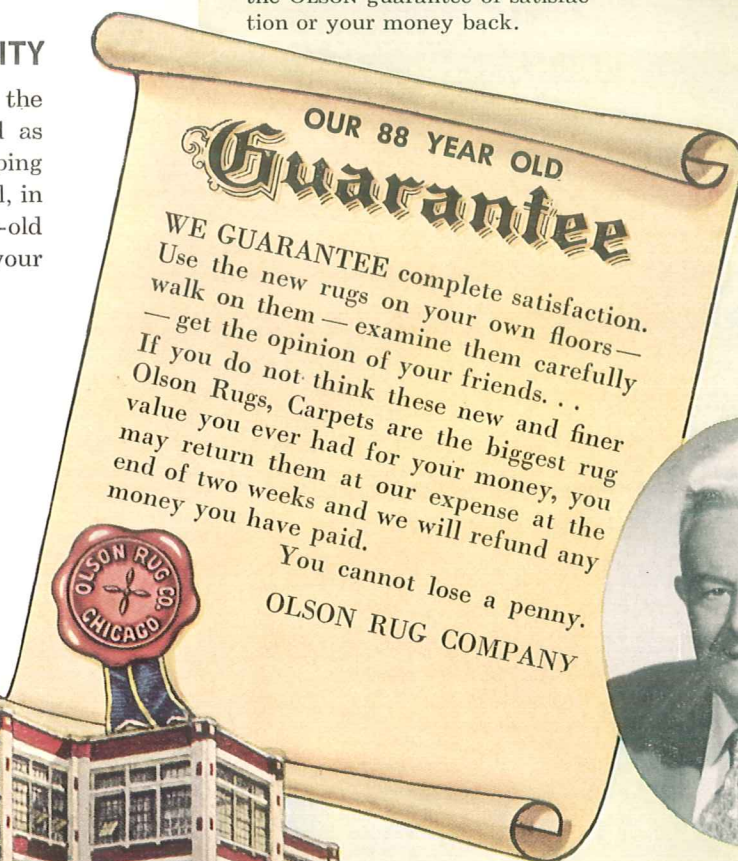 tion or your money back.
ITY
the
as
in
-old
your
OUR 88 YEAR OLD
Guarantee
WE GUARANTEE complete satisfaction.
Use the new rugs on your own floors—
walk on them — examine them carefully
— get the opinion of your friends. . .
If you do not think these new and finer
Olson Rugs, Carpets are the biggest rug
value you ever had for your money, you
may return them at our expense at the
end of two weeks and we will refund any
money you have paid.
You cannot lose a penny.
OLSON RUG COMPANY
OLSON RUG CO.
CHICAGO